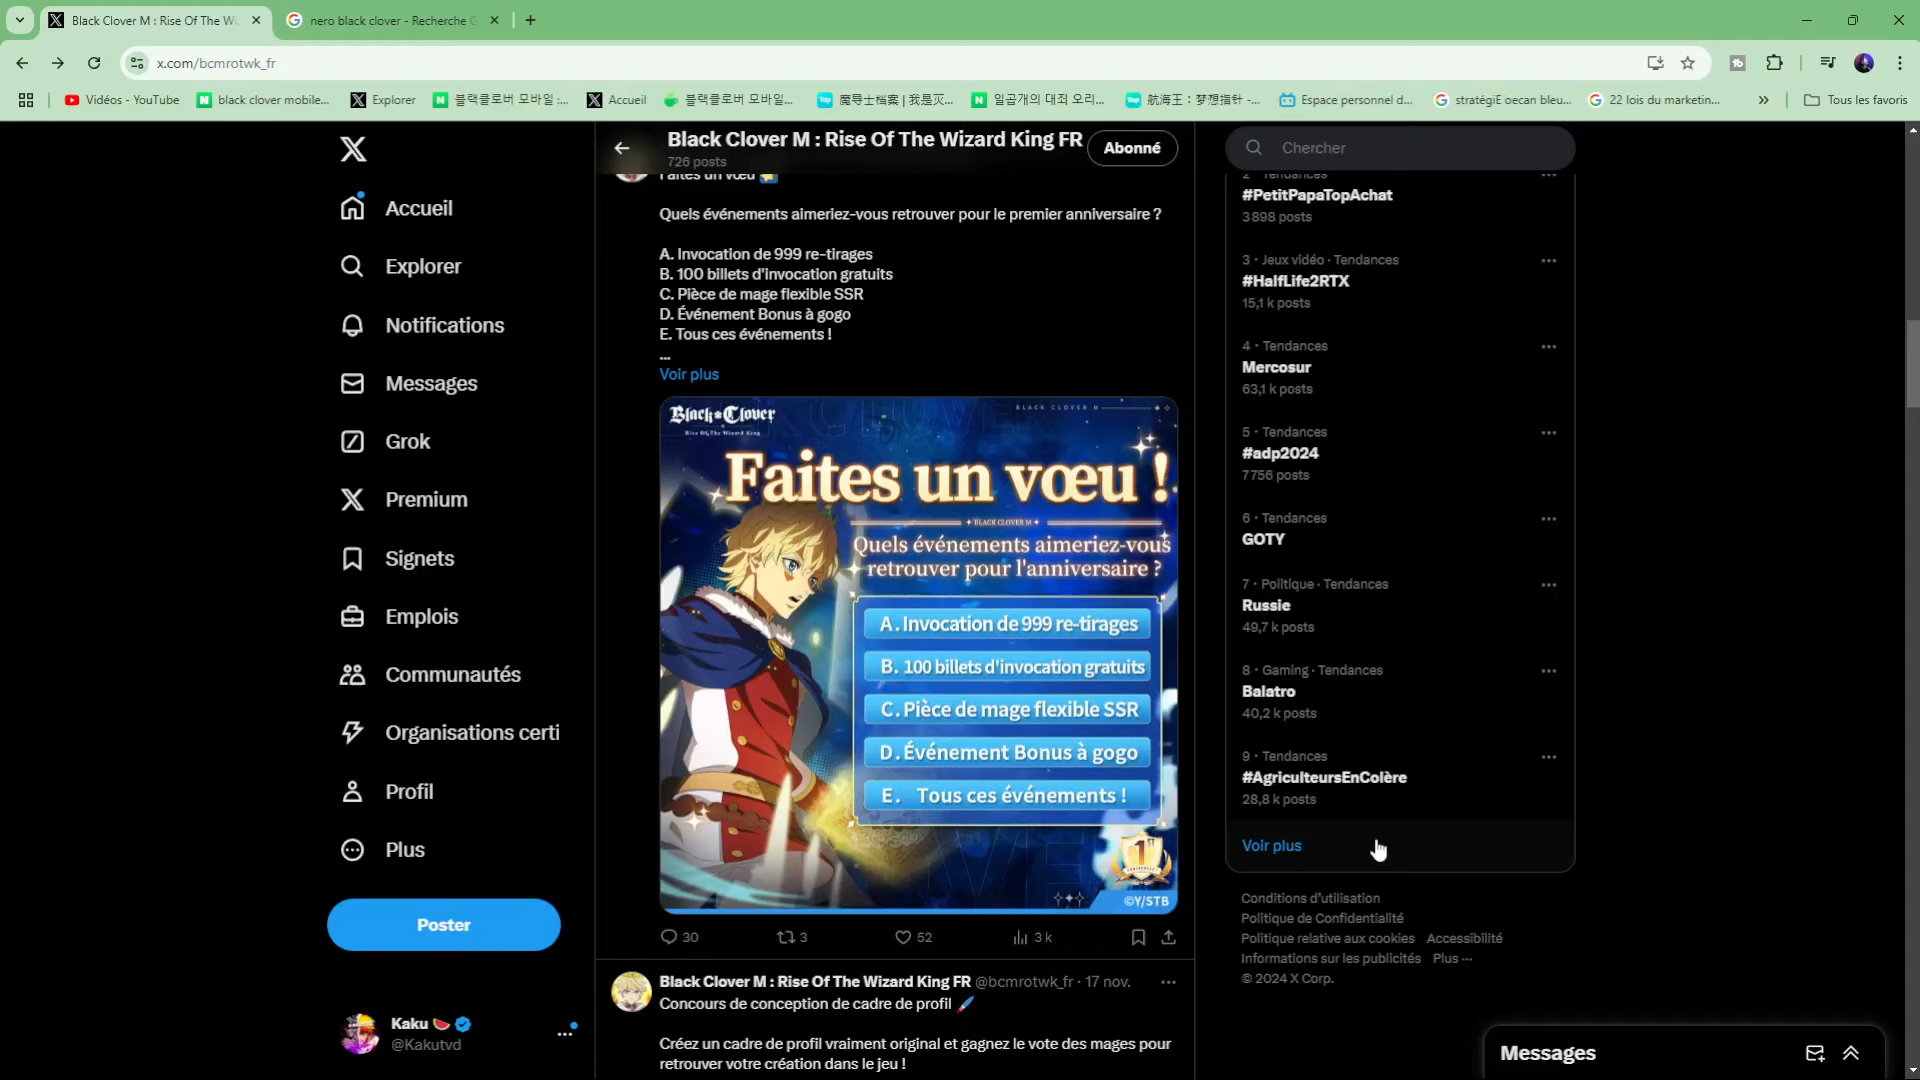 Black Clover M : Rise Of The Wi
nero black clover - Recherche G
x.com/bcmrotwk_fr
Vidéos - YouTube
black clover mobile...
Explorer
블랙클로버 모바일 :...
Accueil
블랙클로버 모바일...
魔导士档案 | 我是灭...
일곱개의 대죄 오리...
航海王：梦想指针 -...
Espace personnel d...
stratégiE oecan bleu...
22 lois du marketin...
Tous les favoris
Accueil
Explorer
Notifications
Messages
Grok
Premium
Signets
Emplois
Communautés
Organisations certi
Profil
Plus
Poster
Kaku
@Kakutvd
Black Clover M : Rise Of The Wizard King FR
726 posts
Abonné
Faites un vœu
Quels événements aimeriez-vous retrouver pour le premier anniversaire ?
A. Invocation de 999 re-tirages
B. 100 billets d'invocation gratuits
C. Pièce de mage flexible SSR
D. Événement Bonus à gogo
E. Tous ces événements !
...
Voir plus
Black Clover
Rise Of The Wizard King
BLACK CLOVER M
Faites un vœu !
BLACK CLOVER M
Quels événements aimeriez-vous
retrouver pour l'anniversaire ?
A. Invocation de 999 re-tirages
B. 100 billets d'invocation gratuits
C. Pièce de mage flexible SSR
D. Événement Bonus à gogo
E. Tous ces événements !
1ST
©Y/STB
30
3
52
3 k
Black Clover M : Rise Of The Wizard King FR @bcmrotwk_fr · 17 nov.
Concours de conception de cadre de profil
Créez un cadre de profil vraiment original et gagnez le vote des mages pour
retrouver votre création dans le jeu !
Chercher
2 · Tendances
#PetitPapaTopAchat
3 898 posts
3 · Jeux vidéo · Tendances
#HalfLife2RTX
15,1 k posts
4 · Tendances
Mercosur
63,1 k posts
5 · Tendances
#adp2024
7 756 posts
6 · Tendances
GOTY
7 · Politique · Tendances
Russie
49,7 k posts
8 · Gaming · Tendances
Balatro
40,2 k posts
9 · Tendances
#AgriculteursEnColère
28,8 k posts
Voir plus
Conditions d'utilisation
Politique de Confidentialité
Politique relative aux cookies Accessibilité
Informations sur les publicités Plus ···
© 2024 X Corp.
Messages